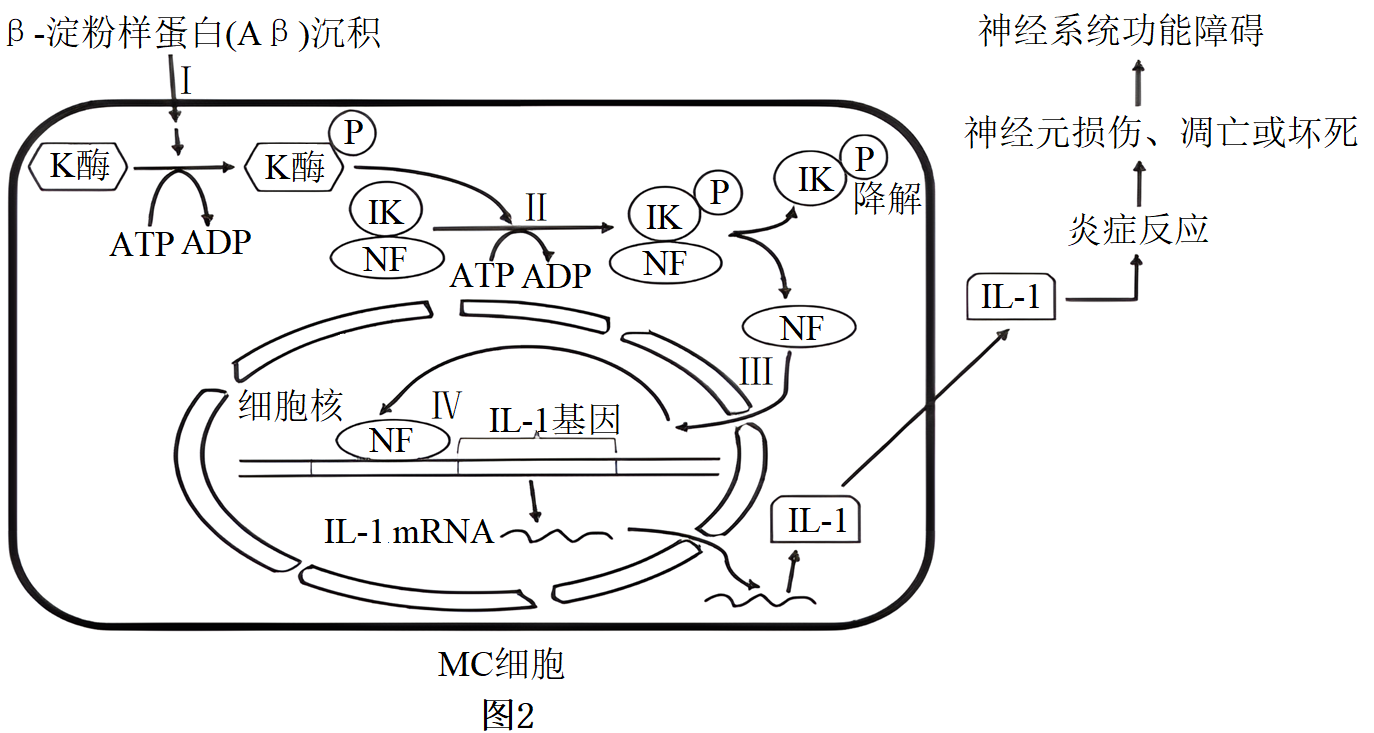 β-淀粉样蛋白(Aβ)沉积
I
K酶
K酶
P
ATP ADP
IK
NF
II
ATP ADP
IK
P
NF
IK
P
降解
NF
III
细胞核
NF
IV
IL-1基因
IL-1.mRNA
IL-1
IL-1
炎症反应
神经元损伤、凋亡或坏死
神经系统功能障碍
MC细胞
图2